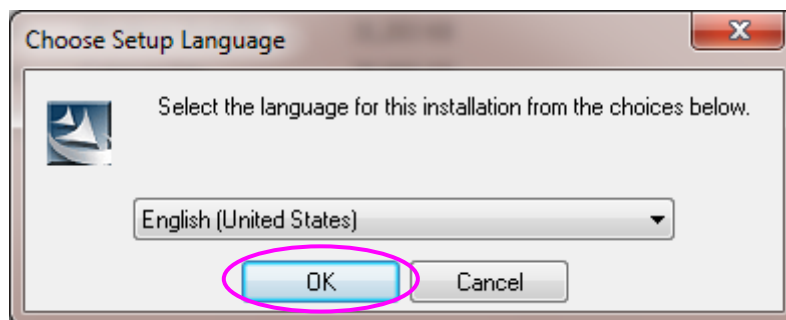 Choose Setup Language
Select the language for this installation from the choices below.
English (United States)
OK
Cancel